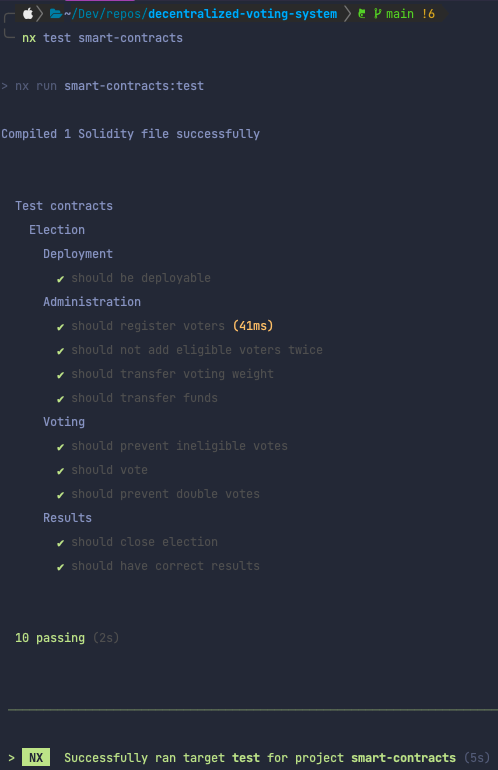 ~/Dev/repos/decentralized-voting-system main !6
nx test smart-contracts
> nx run smart-contracts:test
Compiled 1 Solidity file successfully
Test contracts
Election
Deployment
✔ should be deployable
Administration
✔ should register voters (41ms)
✔ should not add eligible voters twice
✔ should transfer voting weight
✔ should transfer funds
Voting
✔ should prevent ineligible votes
✔ should vote
✔ should prevent double votes
Results
✔ should close election
✔ should have correct results
10 passing (2s)
> NX Successfully ran target test for project smart-contracts (5s)